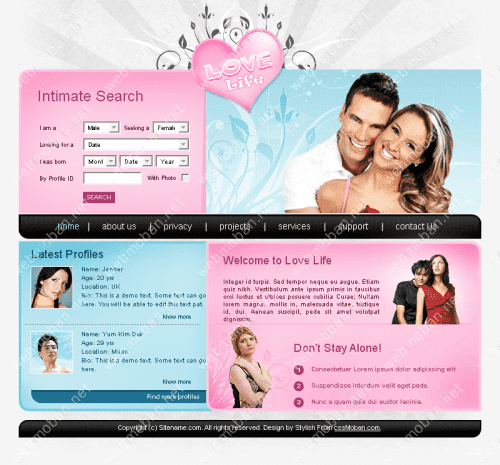 LOVE
Life
Intimate Search
I am a Male Seeking a Female
Looking for a Date
I was born Month Date Year
By Profile ID With Photo
SEARCH
home | about us | privacy | projects | services | support | contact Us
Latest Profiles
Name: Jeniser
Age: 20 yrs
Location: UK
Bio: This is a demo text. Some text can go
here. You will be able to edit this text pat.
Know more
Name: Yum Kim Duk
Age: 29 yrs
Location: Milan
Bio: This is a demo text. Some text can go
here.
Know more
Find more profiles
Welcome to Love Life
Integer id turpis. Sed tempor neque eu augue. Etiam
quis nibh. Vestibulum ante ipsum primis in faucibus
orci luctus et ultrices posuere cubilia Curae; Nullam
lorem magna, mollis in, malesuada vitae, tristique
id, dui. Aenean suscipit, pede sit amet volutpat
dignissim.
Don't Stay Alone!
1 Consectetuer Lorem ipsum dolor adipiscing elit.
2 Suspendisse interdum velit eget pede.
3 Nunc a quam quis dui auctor lacinia.
Copyright (c) Sitename.com. All rights reserved. Design by Stylish From cssMoban.com.